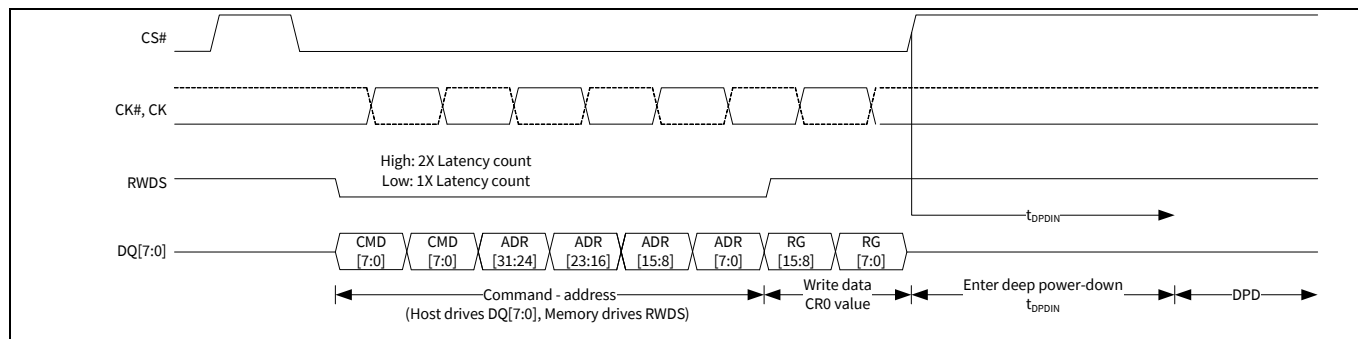 CS#
CK#, CK
High: 2X Latency count
Low: 1X Latency count
RWDS
tDPDIN
DQ[7:0]
CMD [7:0]
CMD [7:0]
ADR [31:24]
ADR [23:16]
ADR [15:8]
ADR [7:0]
RG [15:8]
RG [7:0]
Command - address
(Host drives DQ[7:0], Memory drives RWDS)
Write data
CR0 value
Enter deep power-down
tDPDIN
DPD